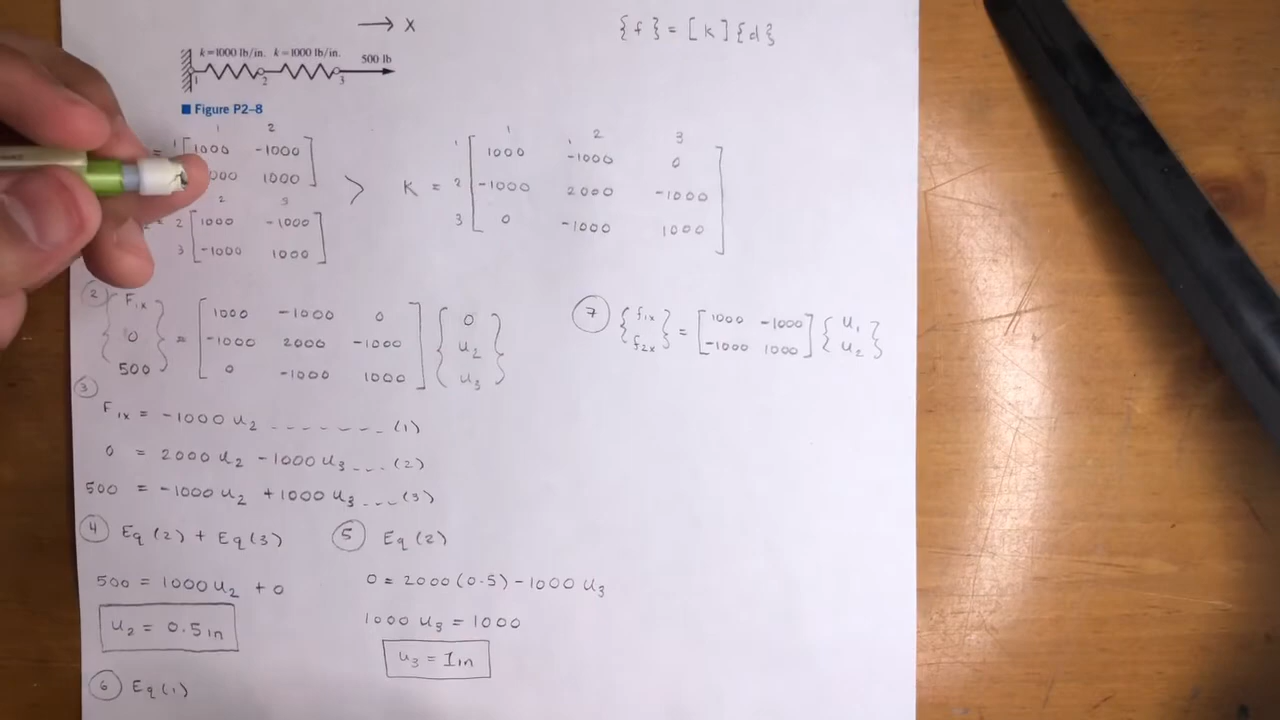 → X
{f} = [K]{d}
k=1000 lb/in. k=1000 lb/in.
500 lb
1 2 3
■ Figure P2–8
1 2
= 1 [1000 -1000]
000 1000
2 3
= 2 [1000 -1000]
3 [-1000 1000]
>
1 2 3
1 [1000 -1000 0]
K = 2 [-1000 2000 -1000]
3 [0 -1000 1000]
② {F1x} [1000 -1000 0] {0}
{0} = [-1000 2000 -1000] {u2}
{500} [0 -1000 1000] {u3}
③
F1x = -1000 u2 ------- (1)
0 = 2000 u2 - 1000 u3 --- (2)
500 = -1000 u2 + 1000 u3 --- (3)
④ Eq (2) + Eq(3)
500 = 1000 u2 + 0
u2 = 0.5 in
⑤ Eq (2)
0 = 2000 (0.5) - 1000 u3
1000 u3 = 1000
u3 = 1 in
⑥ Eq (1)
⑦ {f1x} = [1000 -1000] {u1}
{f2x} [-1000 1000] {u2}